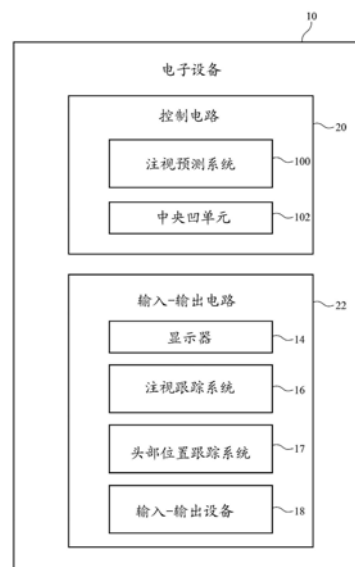 10
电子设备
控制电路
20
注视预测系统
100
中央凹单元
102
输入-输出电路
22
显示器
14
注视跟踪系统
16
头部位置跟踪系统
17
输入-输出设备
18